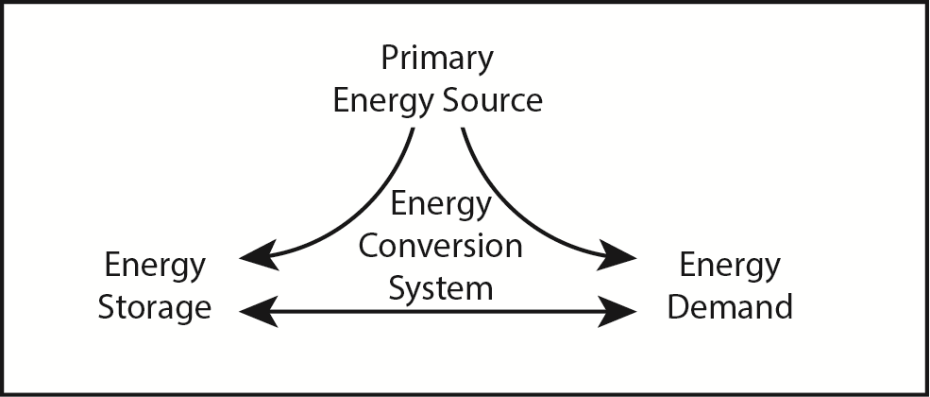 Primary
Energy Source
Energy
Conversion
System
Energy
Storage
Energy
Demand